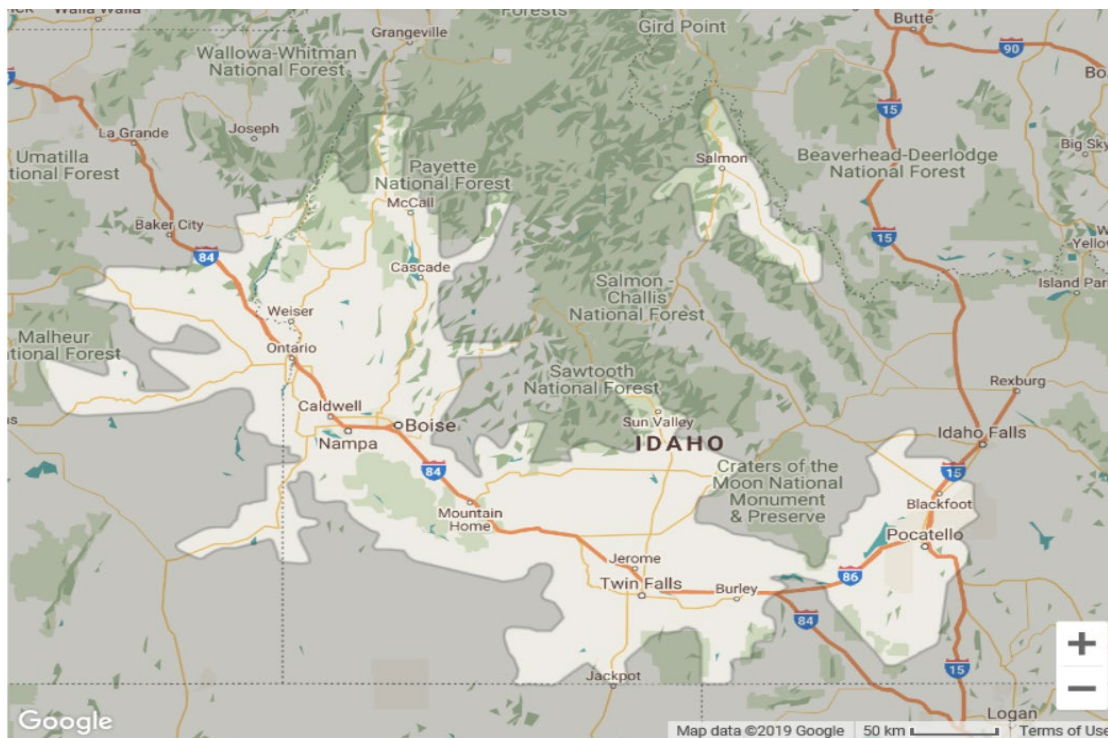 Walla Walla
Forests
Gird Point
Butte
Grangeville
90
Wallowa-Whitman
National Forest
15
La Grande
Joseph
Umatilla
National Forest
Payette
National Forest
McCall
Salmon
Beaverhead-Deerlodge
National Forest
Big Sky
Baker City
84
15
Yellow
Cascade
Island Par
Salmon -
Challis
National Forest
Weiser
Malheur
National Forest
Ontario
Sawtooth
National Forest
Rexburg
Caldwell
Boise
Nampa
Sun Valley
IDAHO
Idaho Falls
84
Craters of the
Moon National
Monument
& Preserve
15
Blackfoot
Mountain
Home
Pocatello
Jerome
Twin Falls
Burley
86
84
+
15
−
Jackpot
Google
Logan
Map data ©2019 Google 50 km Terms of Use